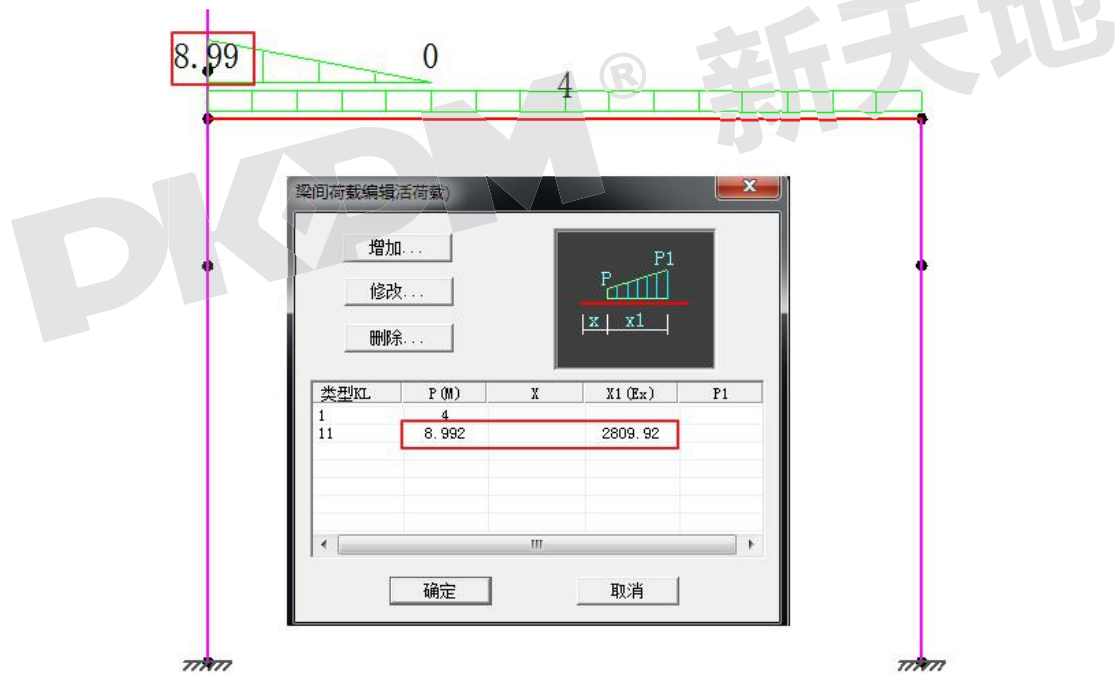 8.99
0
4
PKPM® 新天地
梁间荷载编辑(活荷载)
增加...
修改...
删除...
P P1
x x1
类型KL P(M) X X1(Ex) P1
1 4
11 8.992 2809.92
确定 取消